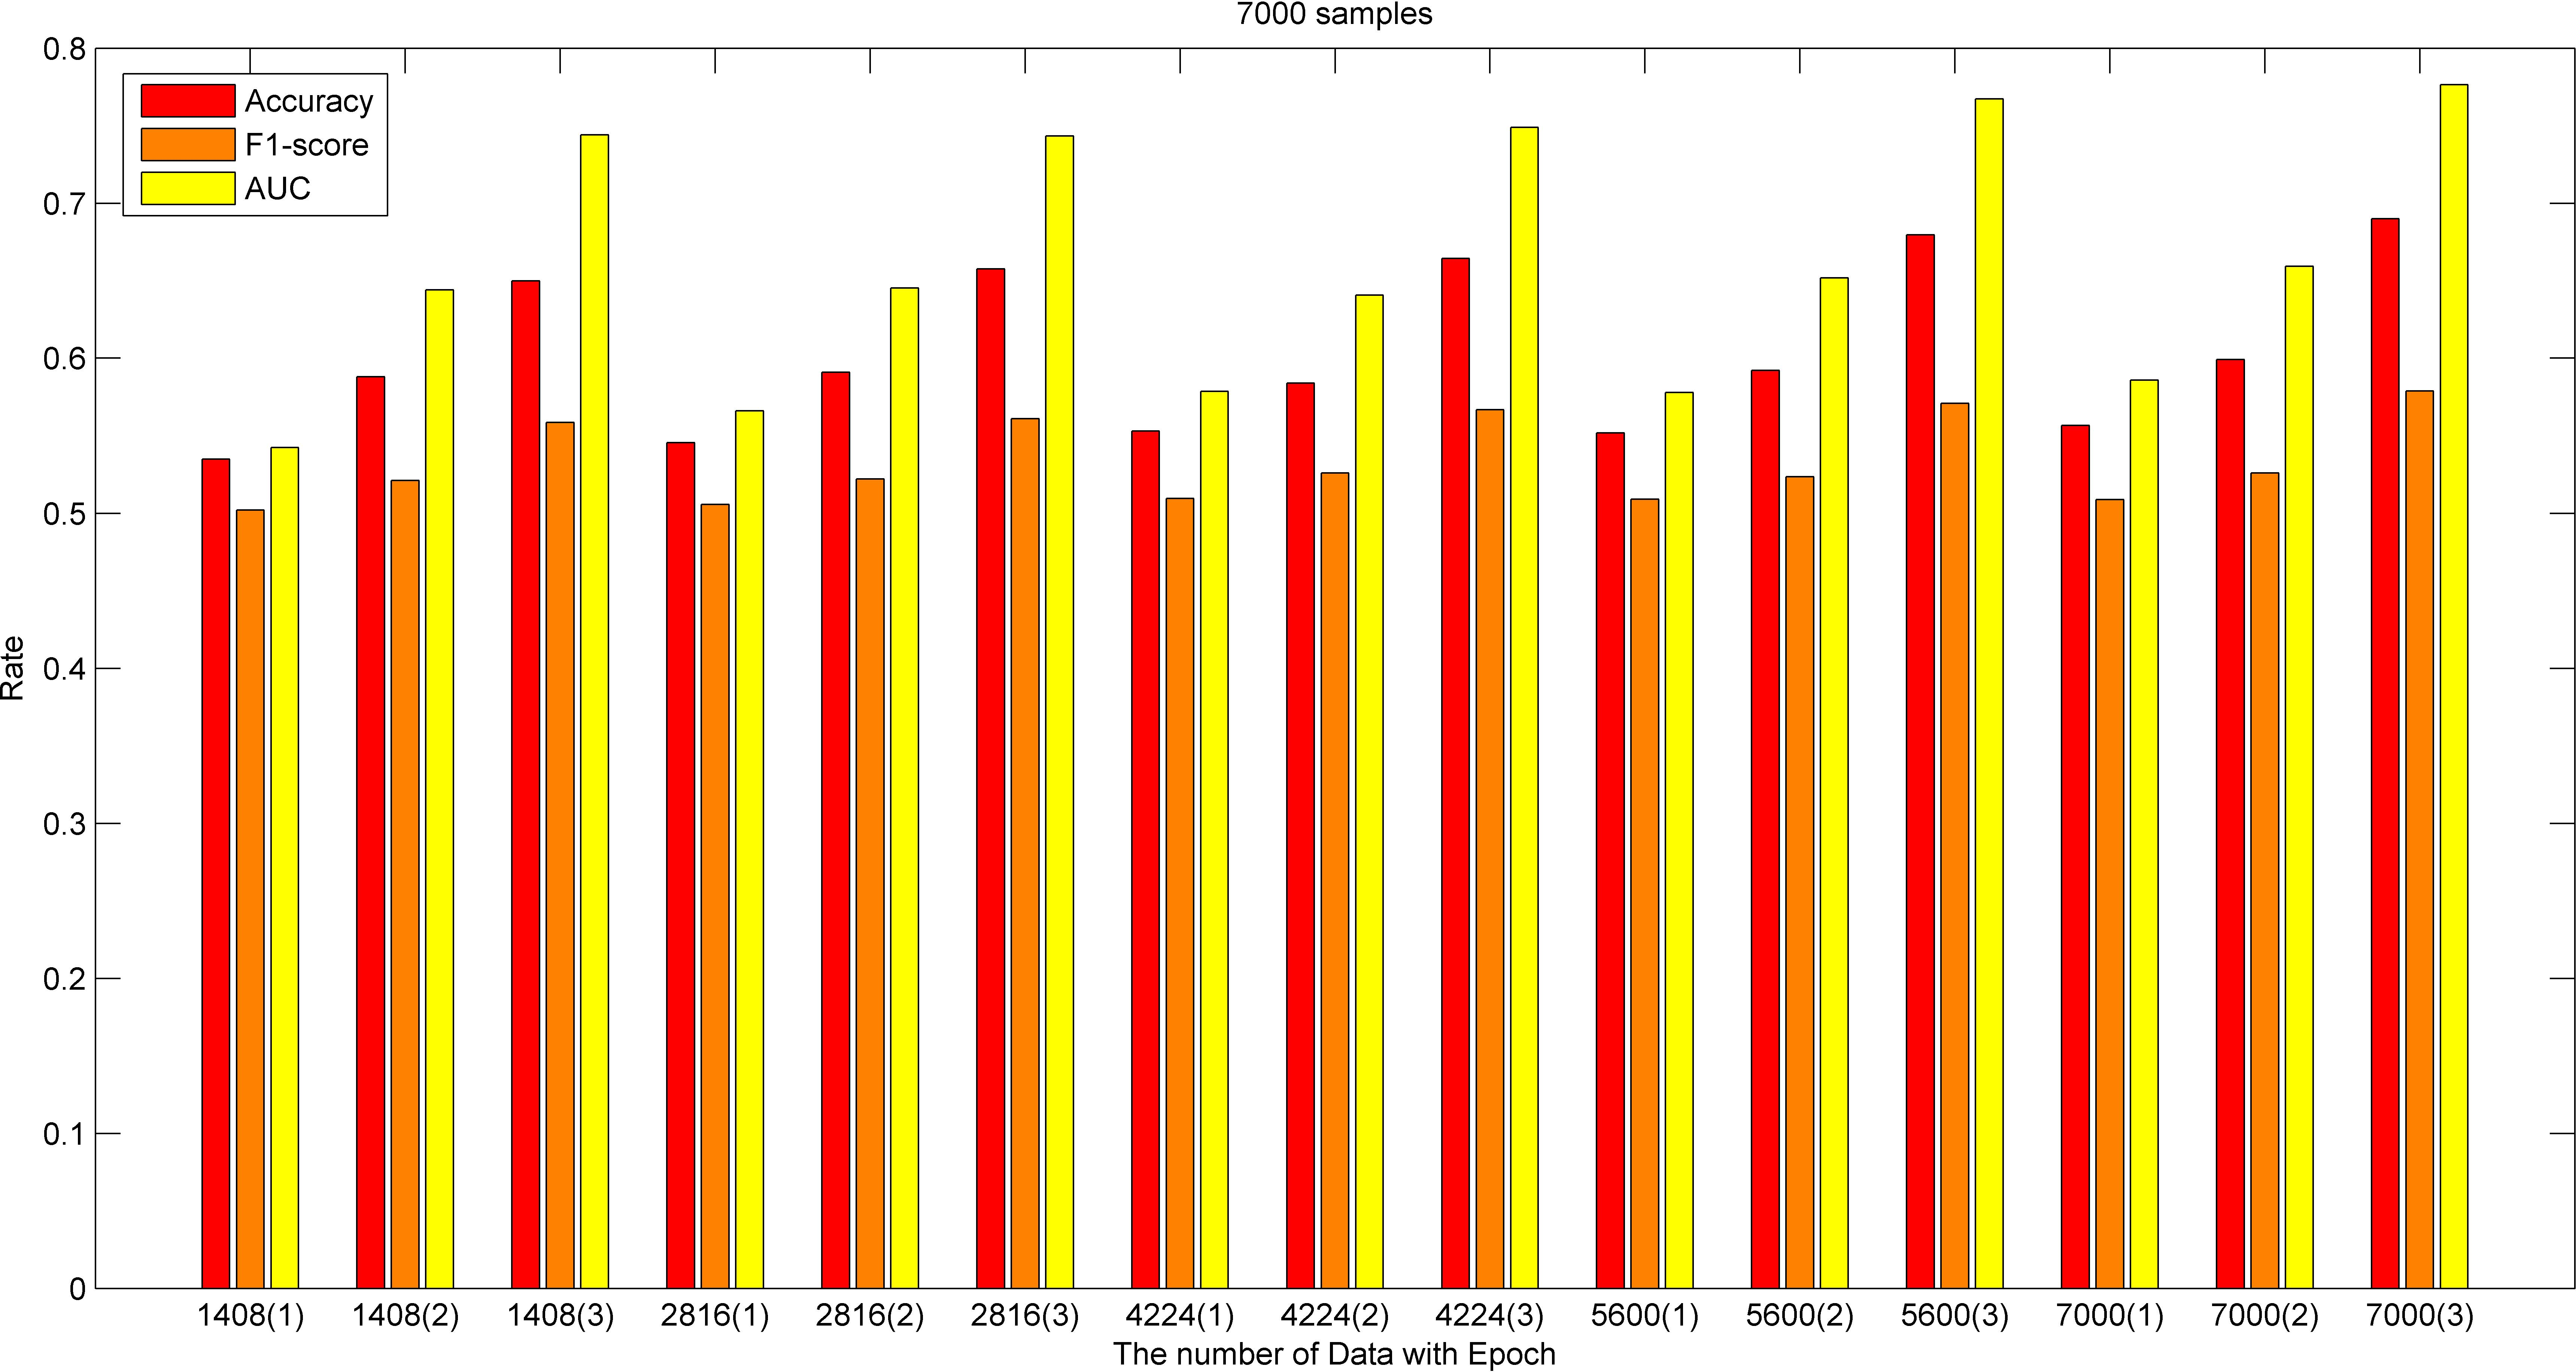 7000 samples
0.8
0.7
0.6
0.5
0.4
0.3
0.2
0.1
0
Accuracy
F1-score
AUC
Rate
1408(1) 1408(2) 1408(3) 2816(1) 2816(2) 2816(3) 4224(1) 4224(2) 4224(3) 5600(1) 5600(2) 5600(3) 7000(1) 7000(2) 7000(3)
The number of Data with Epoch